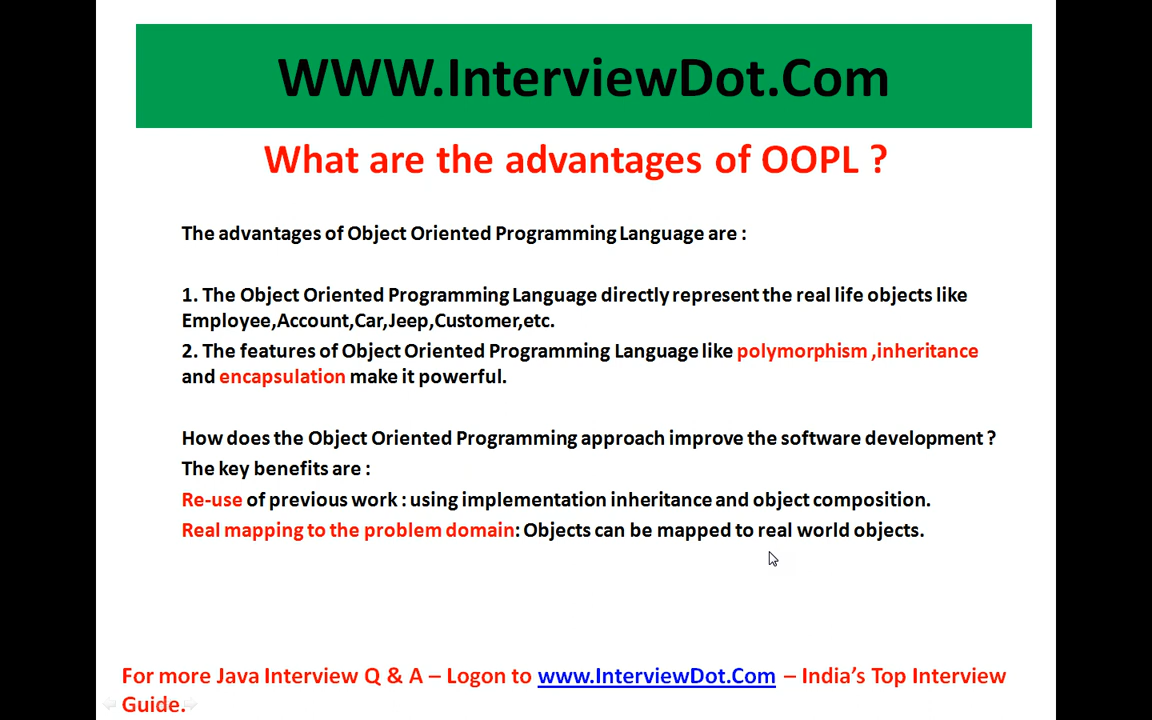 WWW.InterviewDot.Com
What are the advantages of OOPL ?
The advantages of Object Oriented Programming Language are :
1. The Object Oriented Programming Language directly represent the real life objects like
Employee,Account,Car,Jeep,Customer,etc.
2. The features of Object Oriented Programming Language like polymorphism ,inheritance
and encapsulation make it powerful.
How does the Object Oriented Programming approach improve the software development ?
The key benefits are :
Re-use of previous work : using implementation inheritance and object composition.
Real mapping to the problem domain: Objects can be mapped to real world objects.
For more Java Interview Q & A – Logon to www.InterviewDot.Com – India’s Top Interview
Guide.